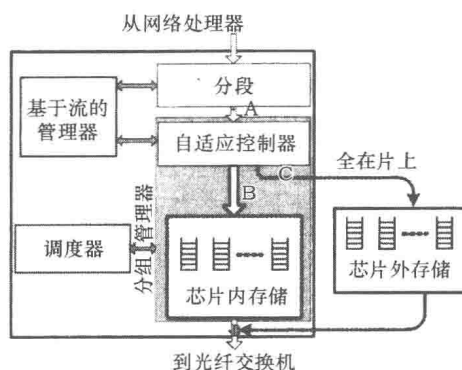 从网络处理器
分段
基于流的
管理器
A
自适应控制器
C
全在片上
B
分组 管理器
调度器
芯片内存储
芯片外存储
到光纤交换机